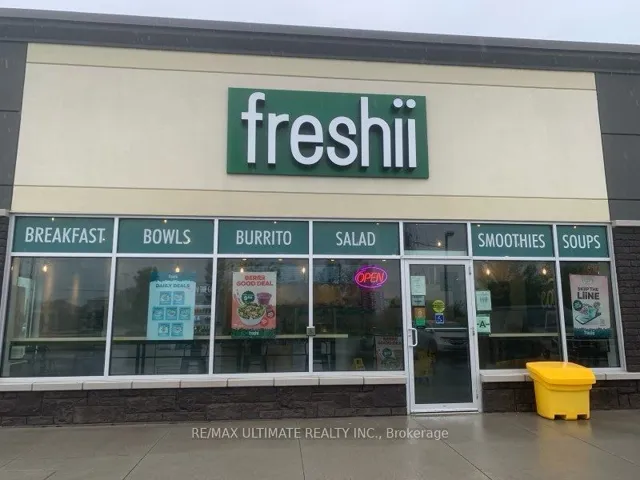 freshii
BREAKFAST
BOWLS
BURRITO
SALAD
SMOOTHIES
SOUPS
DAILY DEALS
GOOD DEAL
OPEN
A
SKIP THE
LIINE
RE/MAX ULTIMATE REALTY INC., Brokerage